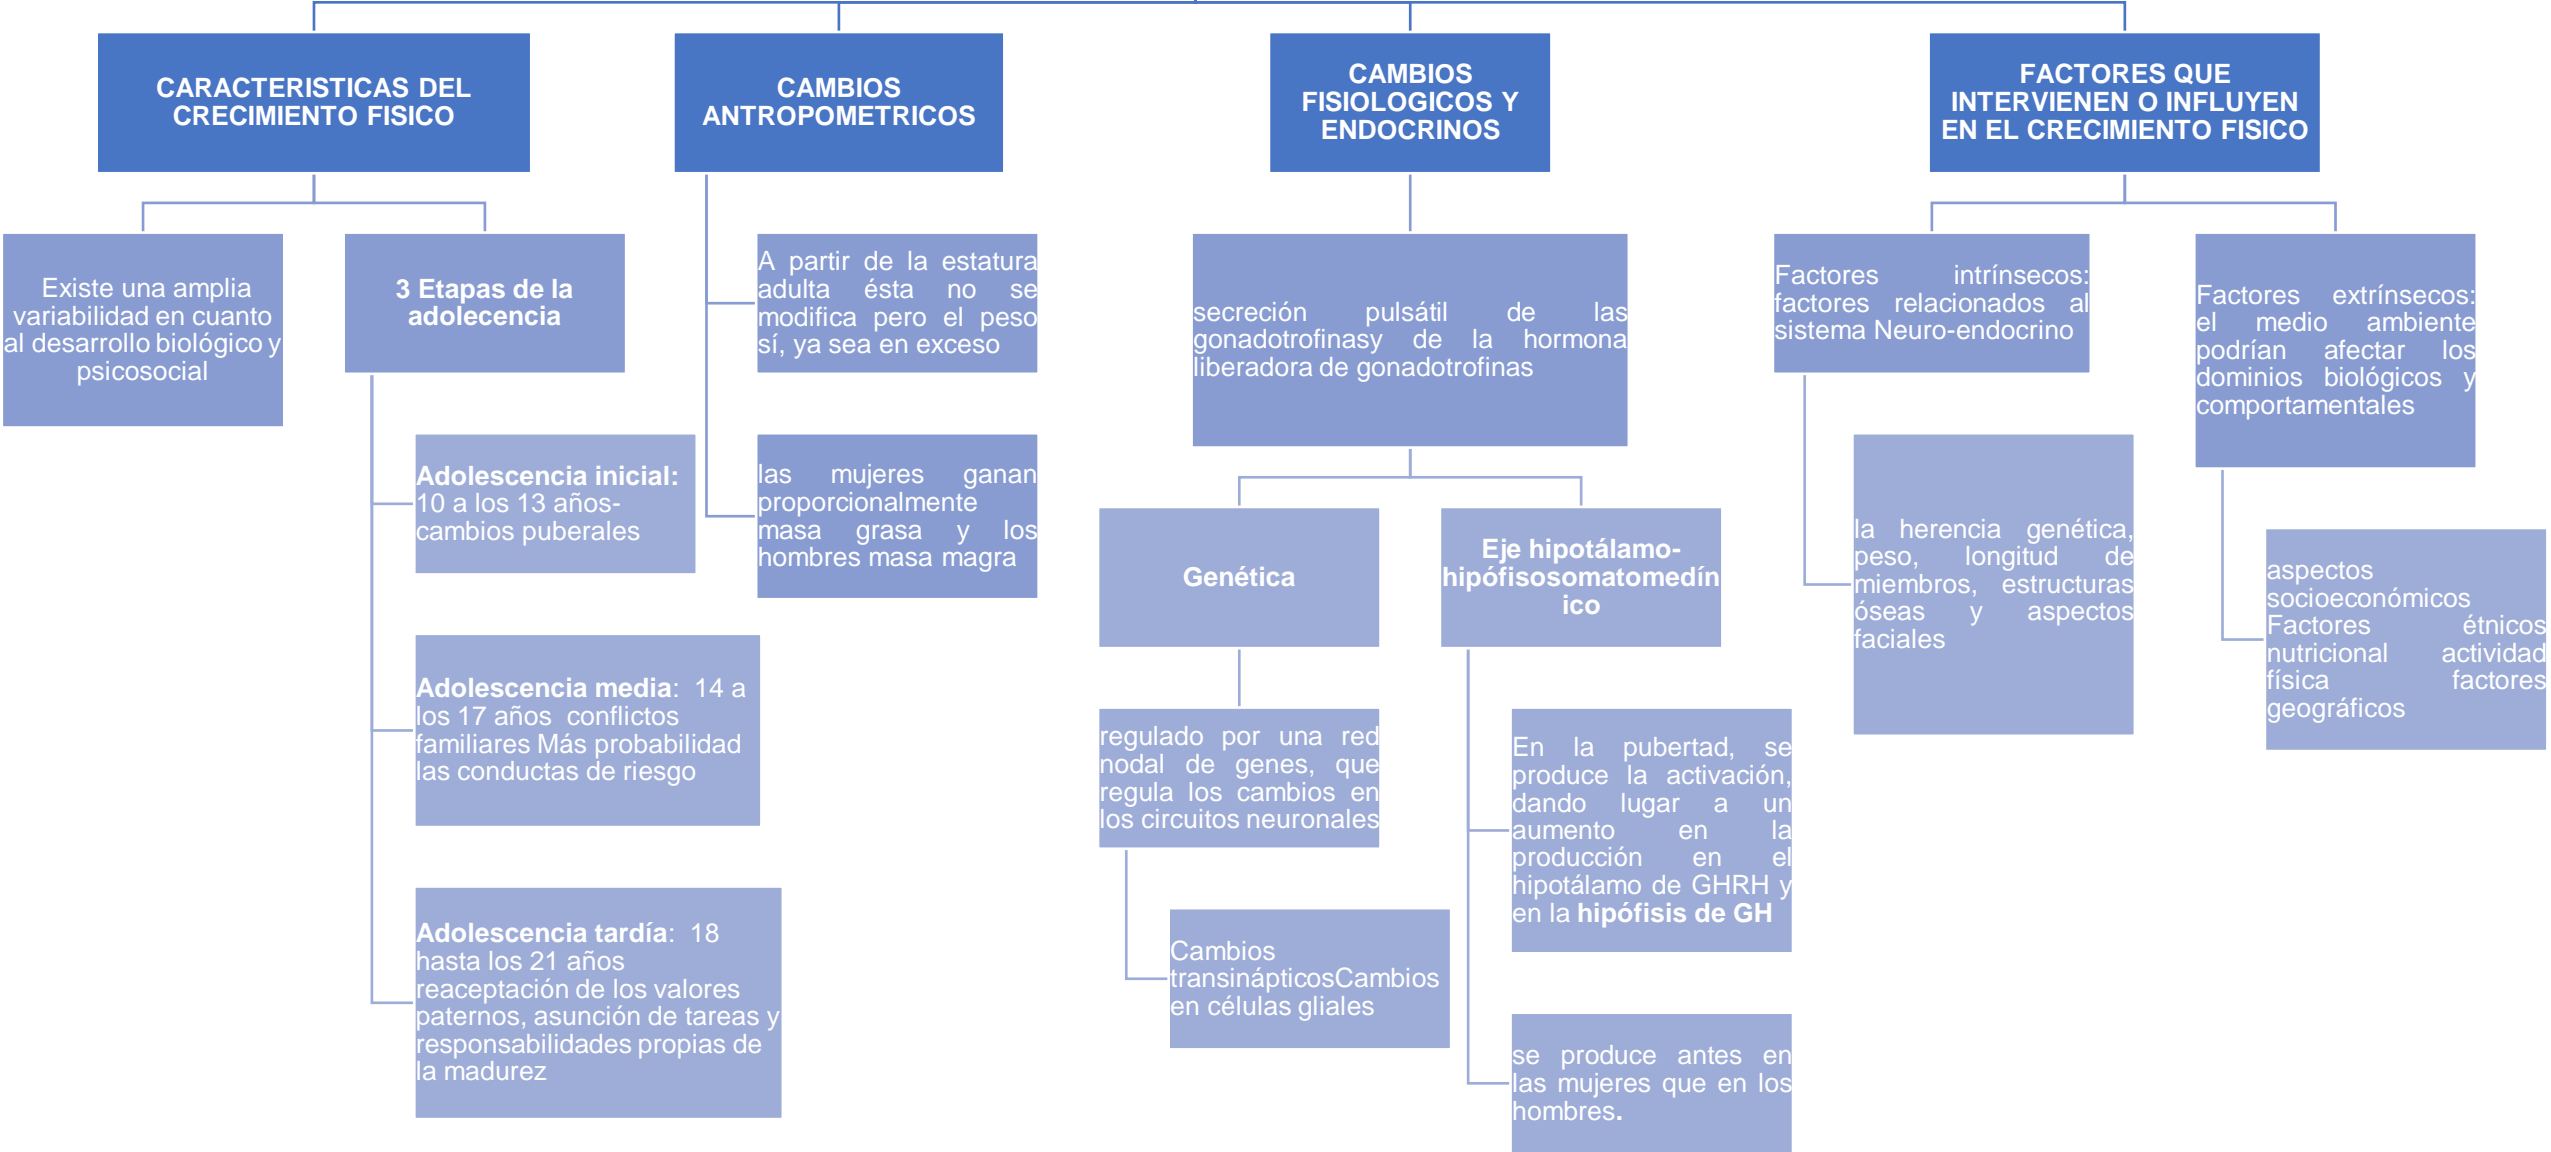 CARACTERISTICAS DEL
CRECIMIENTO FISICO
Existe una amplia
variabilidad en cuanto
al desarrollo biológico y
psicosocial
3 Etapas de la
adolecencia
Adolescencia inicial:
10 a los 13 años-
cambios puberales
Adolescencia media: 14 a
los 17 años conflictos
familiares Más probabilidad
las conductas de riesgo
Adolescencia tardía: 18
hasta los 21 años
reaceptación de los valores
paternos, asunción de tareas y
responsabilidades propias de
la madurez
CAMBIOS
ANTROPOMETRICOS
A partir de la estatura
adulta ésta no se
modifica pero el peso
sí, ya sea en exceso
las mujeres ganan
proporcionalmente
masa grasa y los
hombres masa magra
CAMBIOS
FISIOLOGICOS Y
ENDOCRINOS
secreción pulsátil de las
gonadotrofinasy de la hormona
liberadora de gonadotrofinas
Genética
regulado por una red
nodal de genes, que
regula los cambios en
los circuitos neuronales
Cambios
transinápticosCambios
en células gliales
Eje hipotálamo-
hipófisosomatomedín
ico
En la pubertad, se
produce la activación,
dando lugar a un
aumento en la
producción en el
hipotálamo de GHRH y
en la hipófisis de GH
se produce antes en
las mujeres que en los
hombres.
FACTORES QUE
INTERVIENEN O INFLUYEN
EN EL CRECIMIENTO FISICO
Factores intrínsecos:
factores relacionados al
sistema Neuro-endocrino
la herencia genética,
peso, longitud de
miembros, estructuras
óseas y aspectos
faciales
Factores extrínsecos:
el medio ambiente
podrían afectar los
dominios biológicos y
comportamentales
aspectos
socioeconómicos
Factores étnicos
nutricional actividad
física factores
geográficos